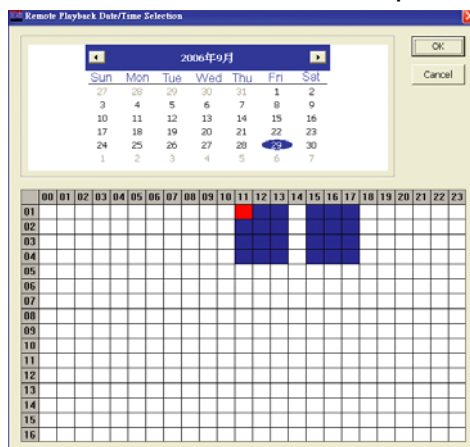 Remote Playback Date/Time Selection
OK
2006年9月
Cancel
Sun Mon Tue Wed Thu Fri Sat
27 28 29 30 31 1 2
3 4 5 6 7 8 9
10 11 12 13 14 15 16
17 18 19 20 21 22 23
24 25 26 27 28 29 30
1 2 3 4 5 6 7
00 01 02 03 04 05 06 07 08 09 10 11 12 13 14 15 16 17 18 19 20 21 22 23
01
02
03
04
05
06
07
08
09
10
11
12
13
14
15
16